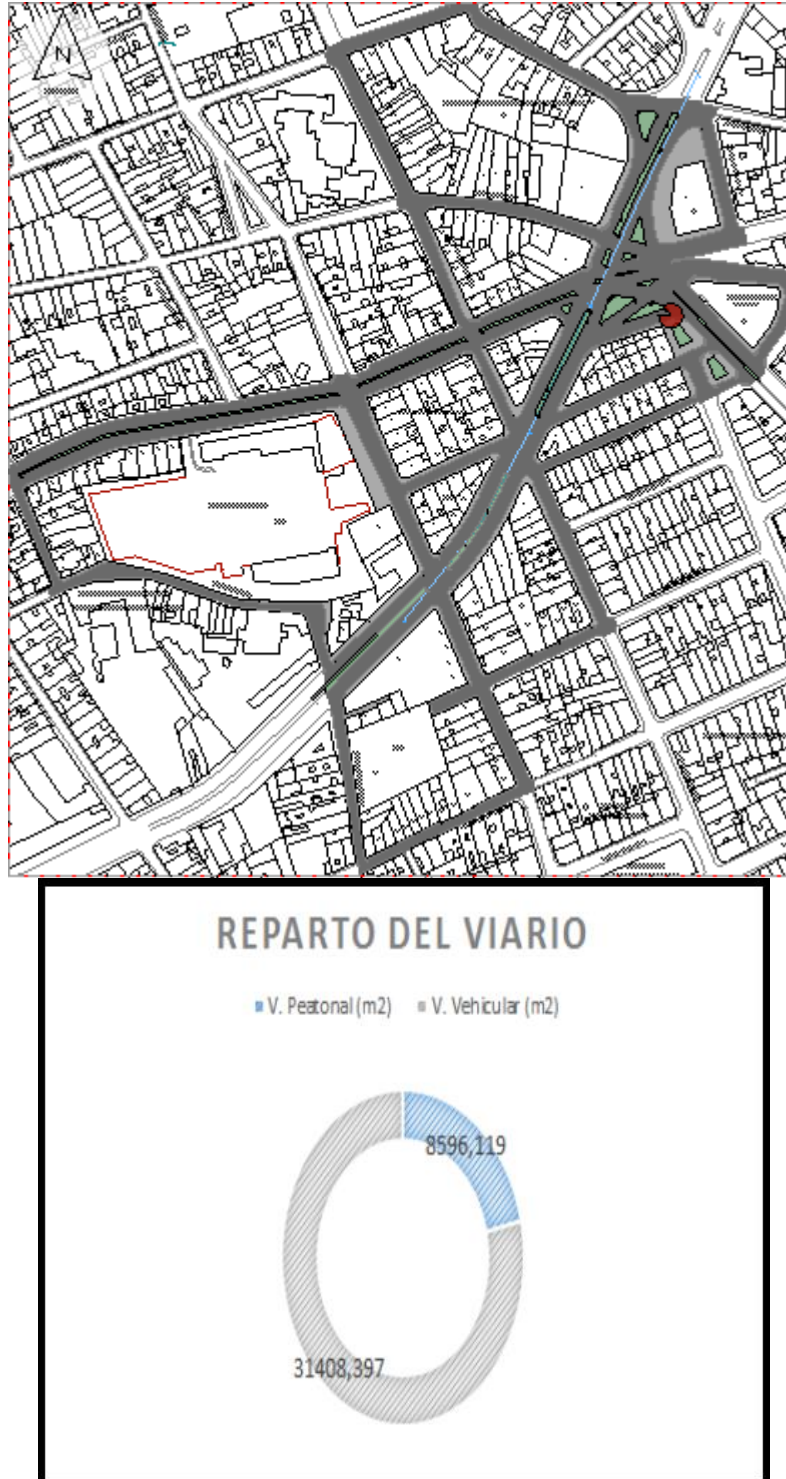 N
REPARTO DEL VIARIO
V. Peatonal (m2) V. Vehicular (m2)
8596,119
31408,397